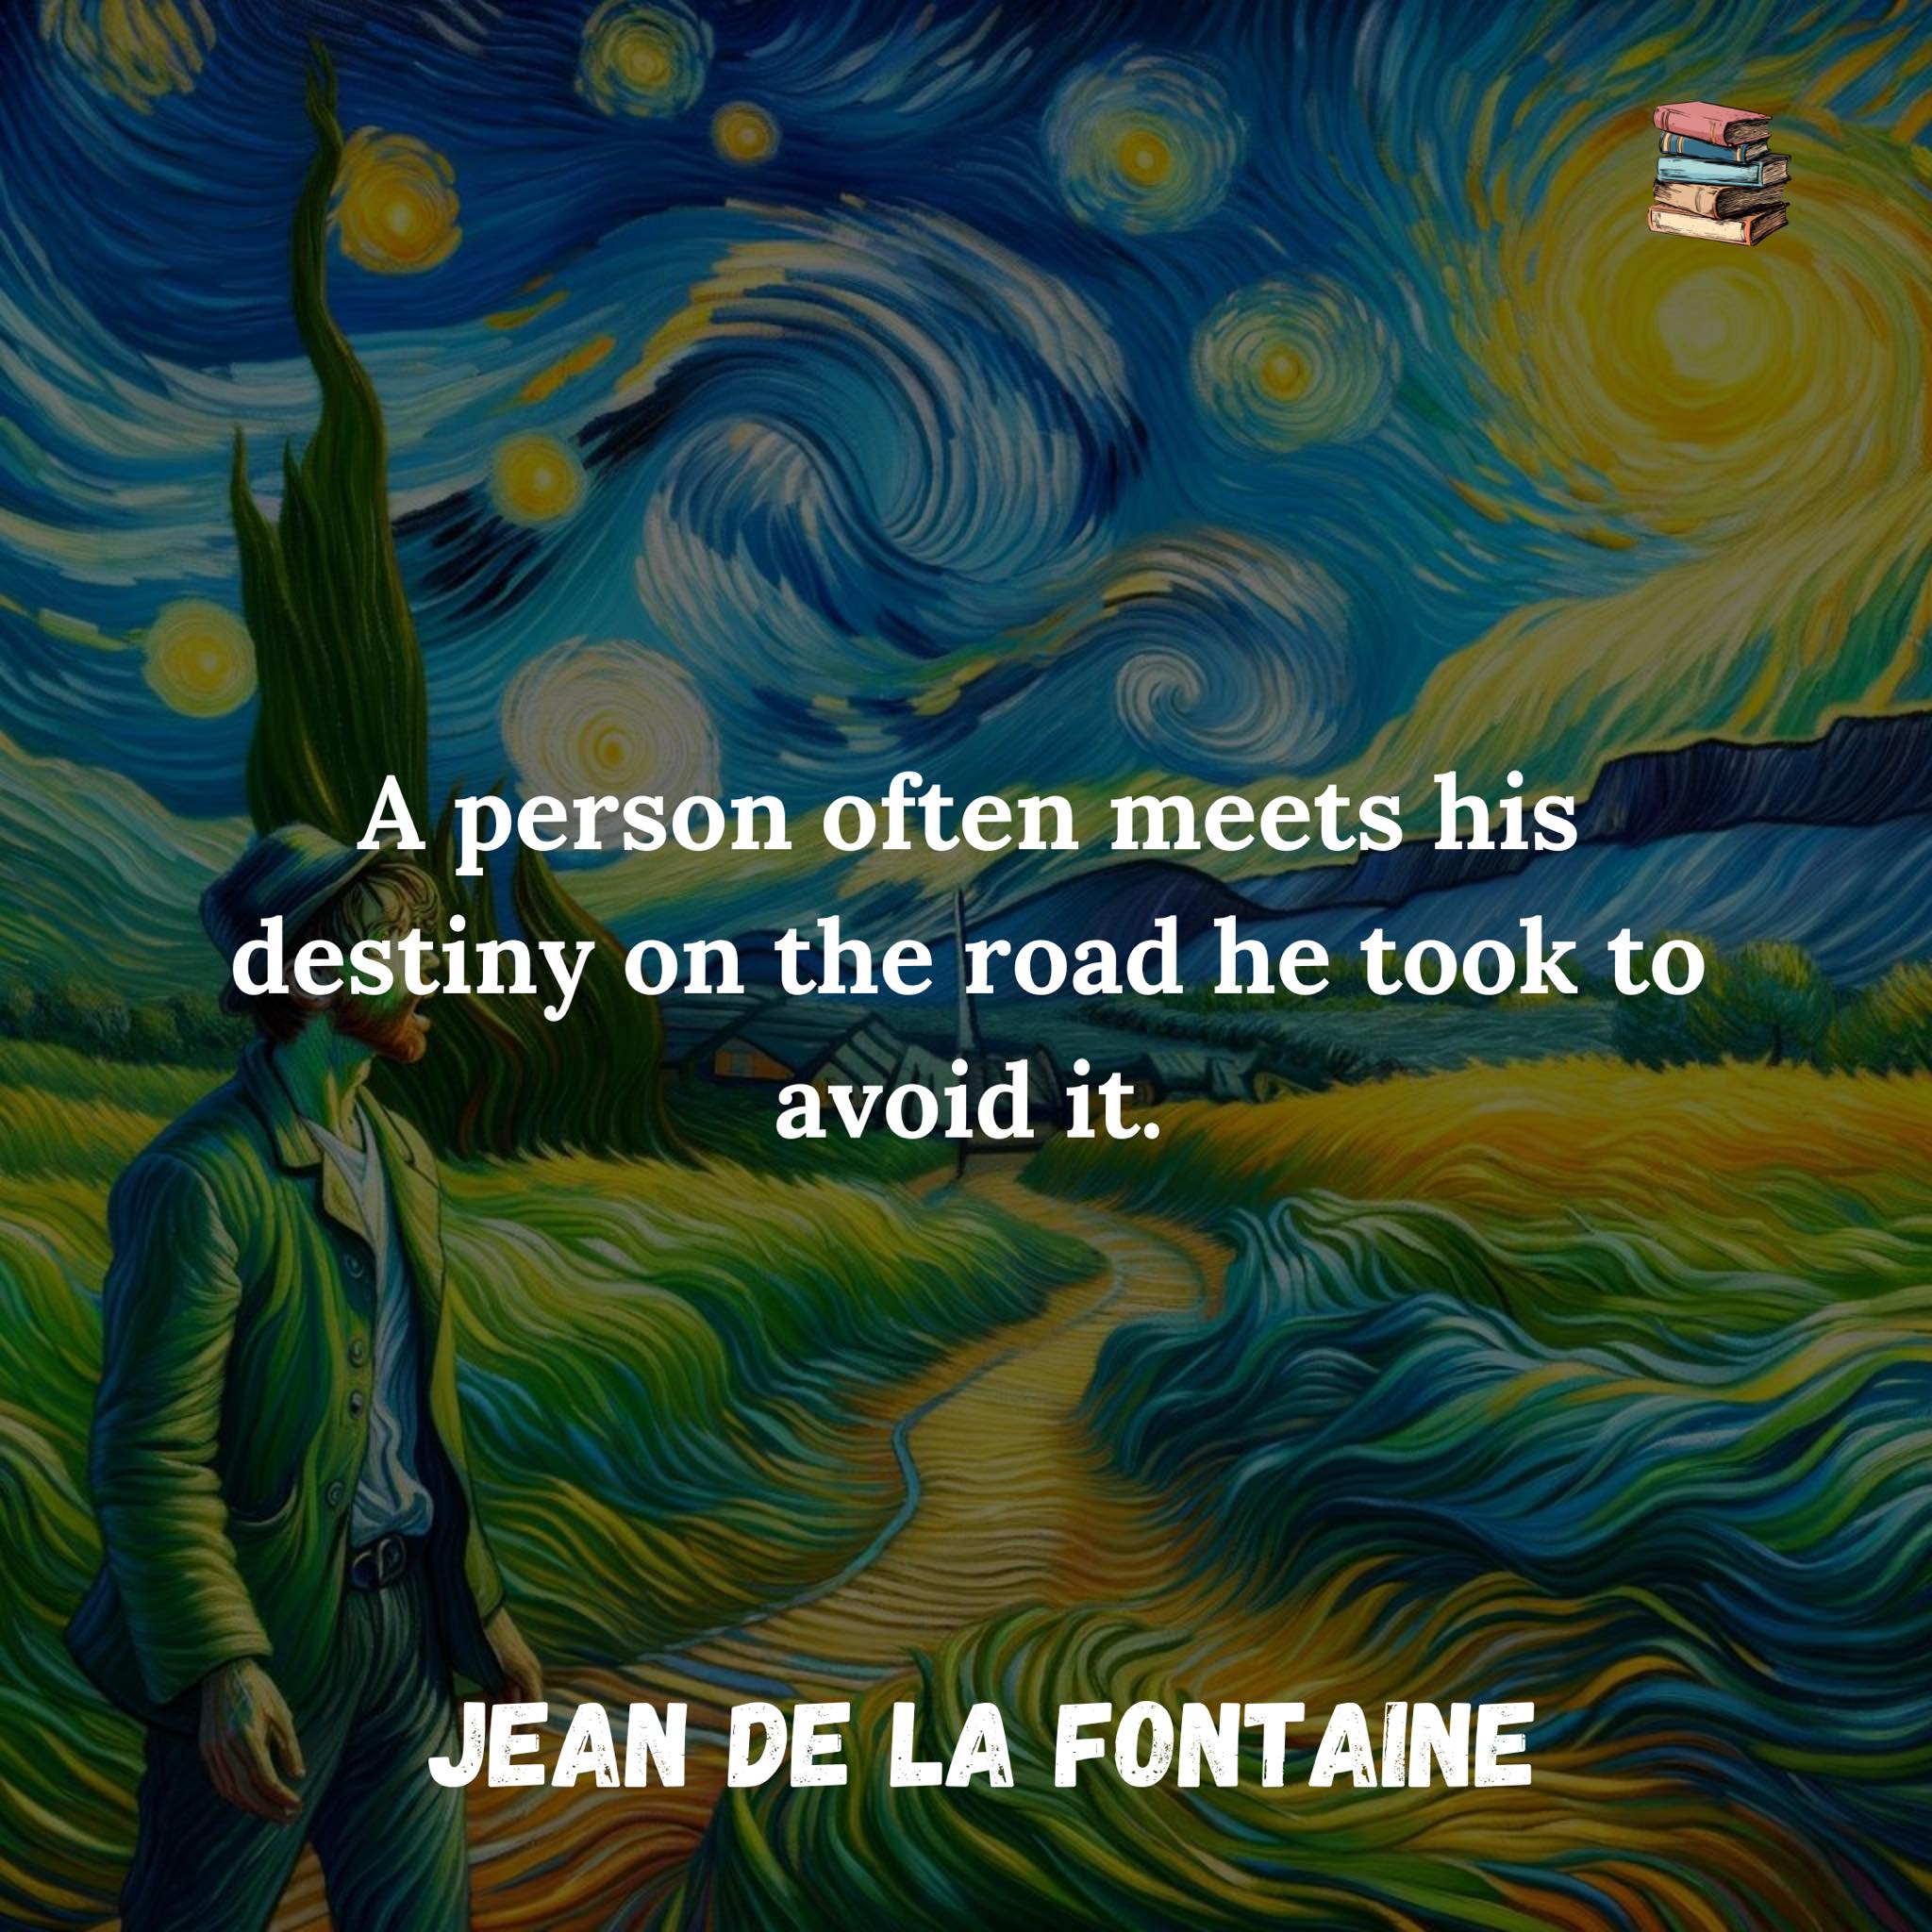 A person often meets his
destiny on the road he took to
avoid it.
JEAN DE LA FONTAINE